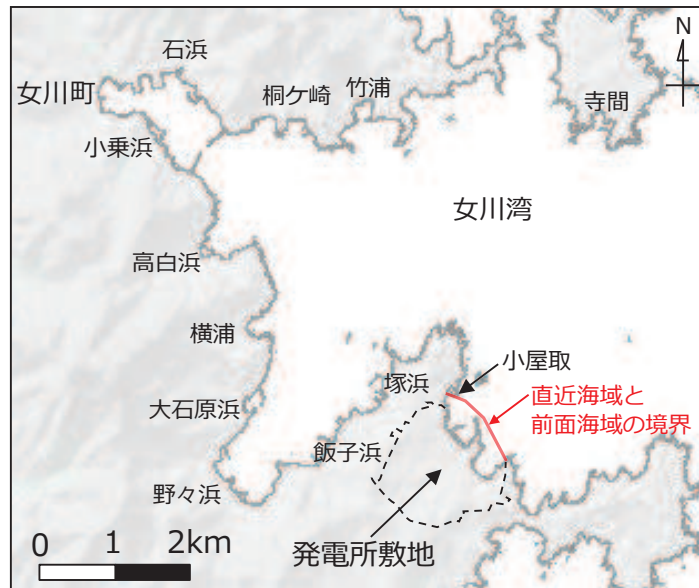 石浜
N
女川町
桐ケ崎
竹浦
寺間
小乗浜
女川湾
高白浜
横浦
小屋取
塚浜
直近海域と
前面海域の境界
大石原浜
飯子浜
野々浜
0 1 2km
発電所敷地